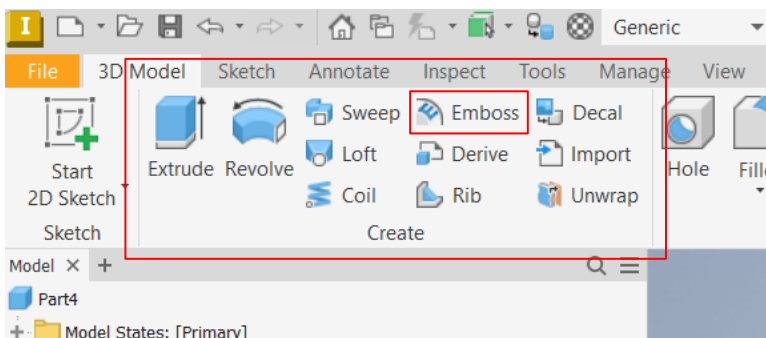 I Generic
File 3D Model Sketch Annotate Inspect Tools Manage View
Start
2D Sketch
Extrude Revolve
Sweep Emboss Decal
Loft Derive Import
Coil Rib Unwrap
Hole
Sketch Create
Model × +
Part4
Model States: [Primary]